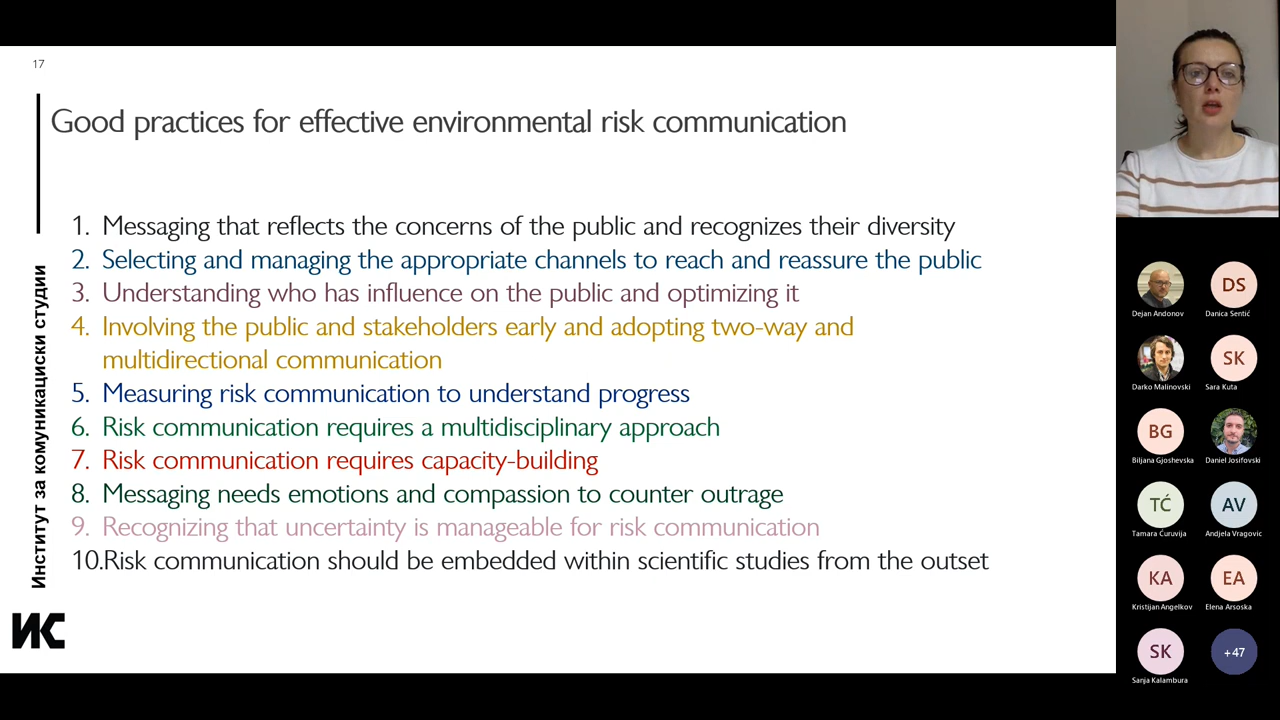 17
Good practices for effective environmental risk communication
1. Messaging that reflects the concerns of the public and recognizes their diversity
2. Selecting and managing the appropriate channels to reach and reassure the public
3. Understanding who has influence on the public and optimizing it
4. Involving the public and stakeholders early and adopting two-way and
multidirectional communication
5. Measuring risk communication to understand progress
6. Risk communication requires a multidisciplinary approach
7. Risk communication requires capacity-building
8. Messaging needs emotions and compassion to counter outrage
9. Recognizing that uncertainty is manageable for risk communication
10.Risk communication should be embedded within scientific studies from the outset
Институт за комуникациски студии
ИС
Dejan Andonov
DS
Danica Sentić
Darko Malinovski
SK
Sara Kuta
BG
Biljana Gjoshevska
Daniel Josifovski
TĆ
Tamara Ćuruvija
AV
Andjela Vragovic
KA
Kristijan Angelkov
EA
Elena Arsoska
SK
Sanja Kalambura
+47